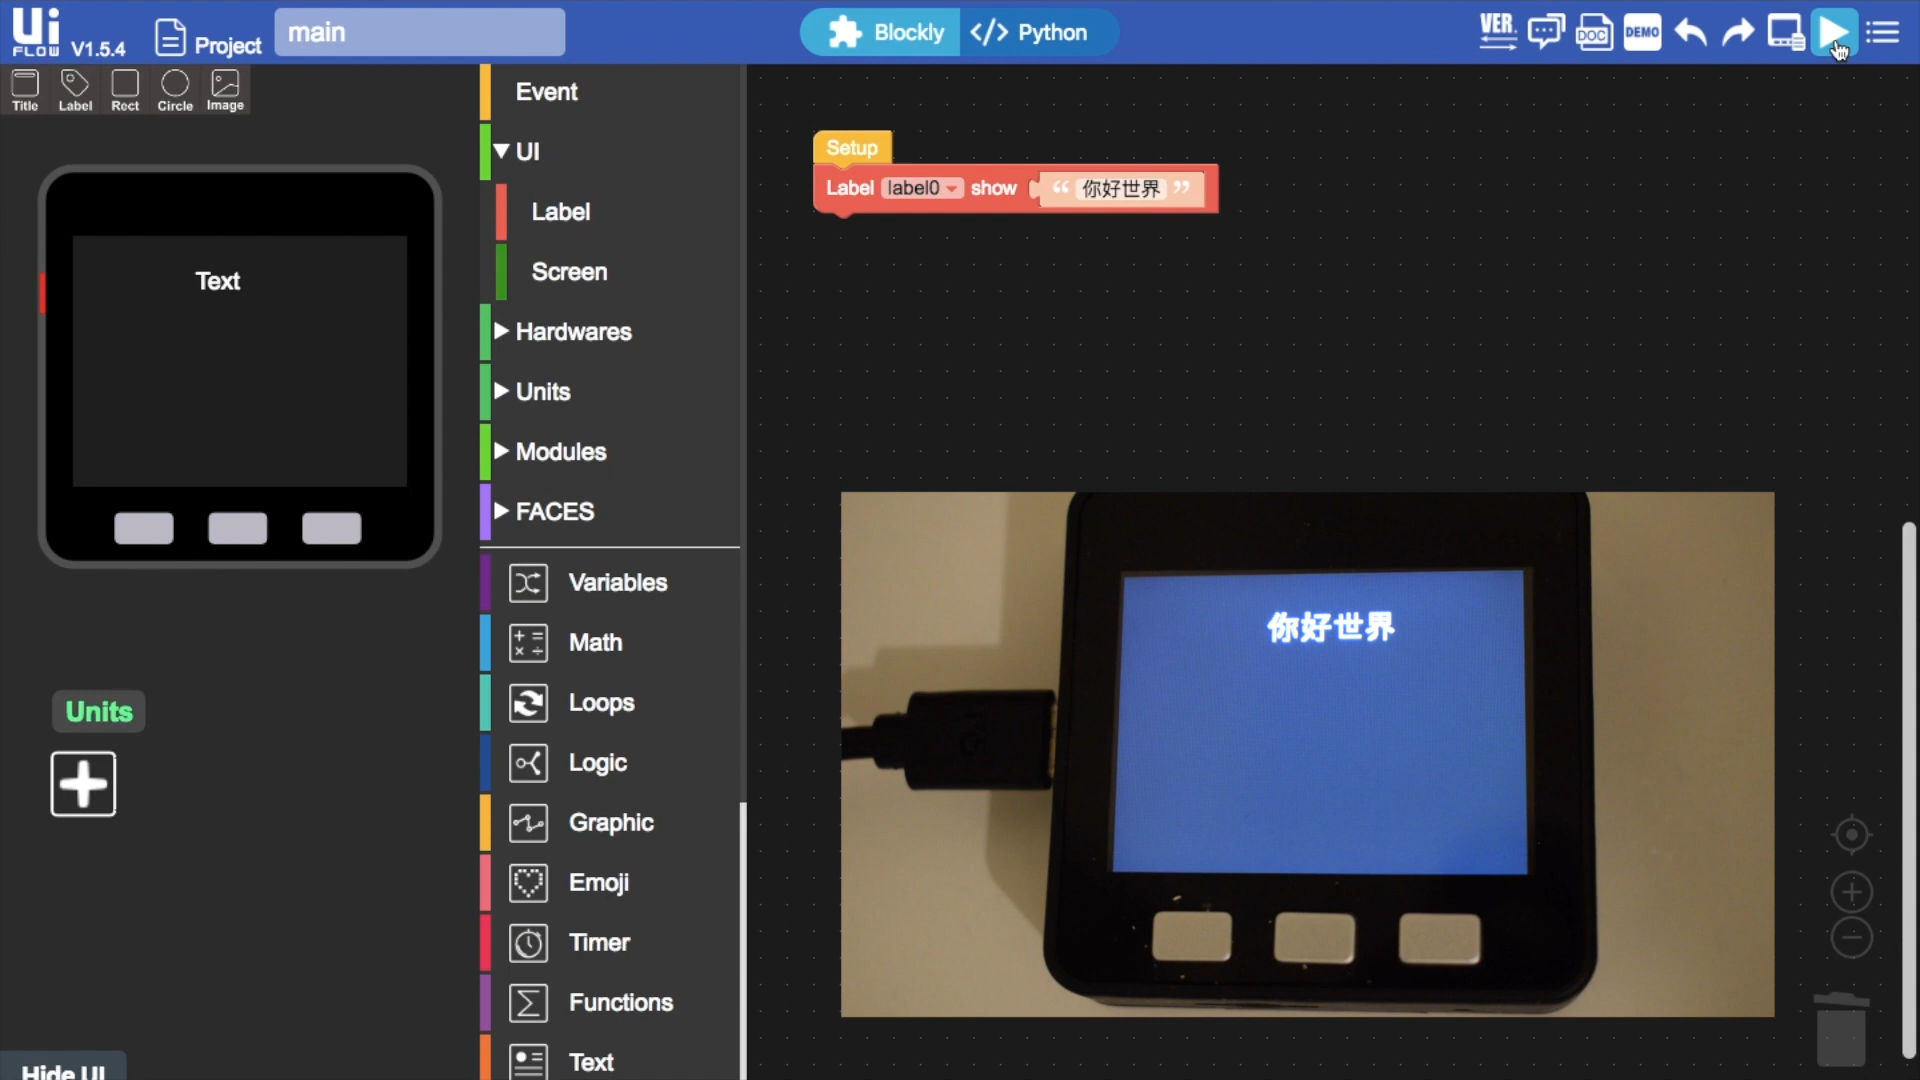 Ui
FLOW V1.5.4
Project
main
Blockly
</> Python
VER.
DOC
DEMO
Title
Label
Rect
Circle
Image
Text
Units
Hide UI
Event
UI
Label
Screen
Hardwares
Units
Modules
FACES
Variables
Math
Loops
Logic
Graphic
Emoji
Timer
Functions
Text
Setup
Label label0 show “ 你好世界 ”
你好世界